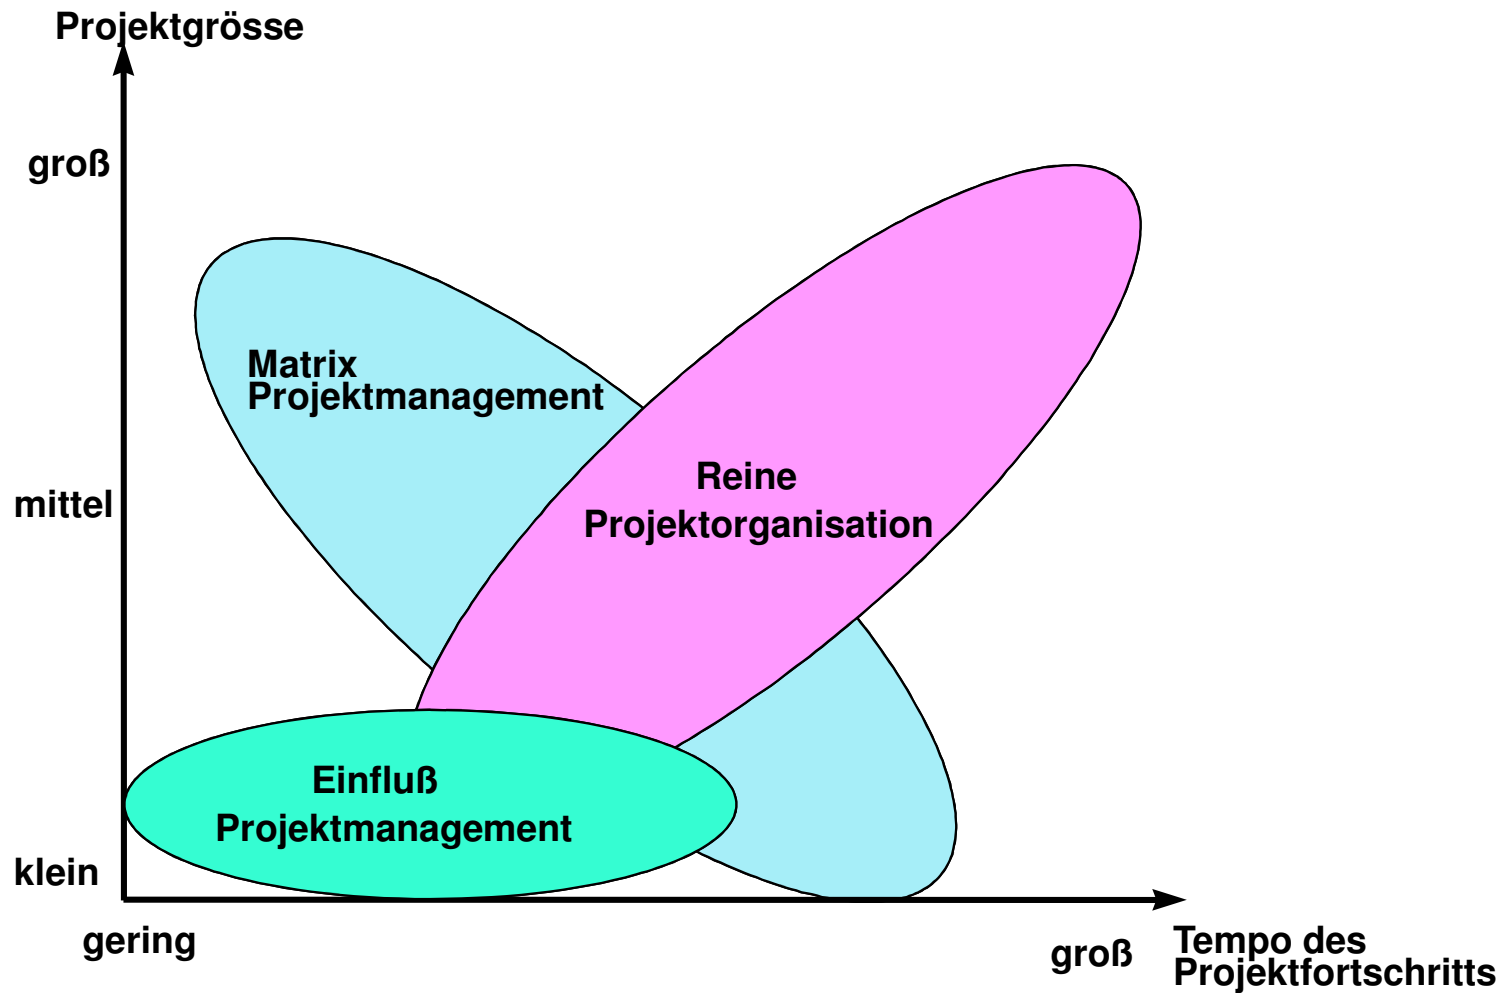 Projektgrösse
groß
Matrix
Projektmanagement
Reine
Projektorganisation
mittel
Einfluß
Projektmanagement
klein
gering
groß
Tempo des
Projektfortschritts